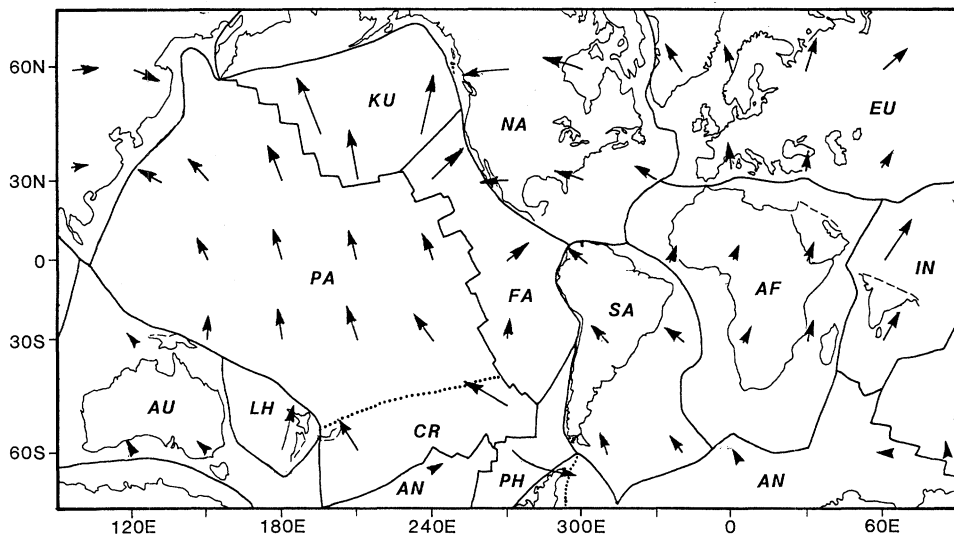 60N
KU
NA
EU
30N
0
PA
FA
SA
AF
IN
30S
AU
LH
CR
60S
AN
PH
AN
120E
180E
240E
300E
0
60E